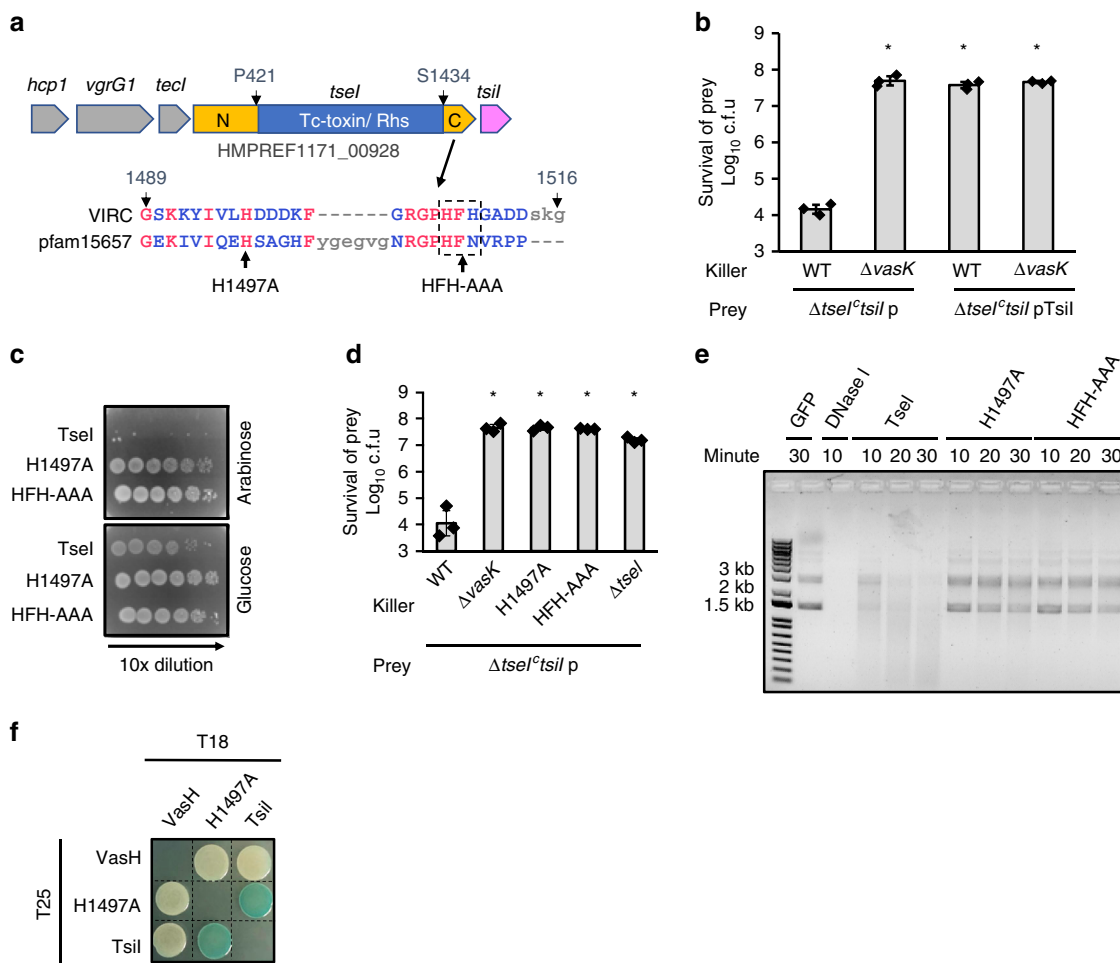 a
hcp1 vgrG1 tecI P421 tseI S1434 tsiI
N Tc-toxin/ Rhs C
HMPREF1171_00928
1489 1516
VIRC GSKKYIVLHDDDKF------GRGPHFHGADDskg
pfam15657 GEKIVIQEHSAGHFygegvgNRGPHFNVRPP---
H1497A HFH-AAA
b
Survival of prey
Log10 c.f.u
9
8
7
6
5
4
3
* * *
Killer WT ΔvasK WT ΔvasK
Prey ΔtseIᶜtsiI p ΔtseIᶜtsiI pTsiI
c
TseI
H1497A
HFH-AAA
Arabinose
TseI
H1497A
HFH-AAA
Glucose
10x dilution
d
Survival of prey
Log10 c.f.u
9
8
7
6
5
4
3
* * * *
Killer WT ΔvasK H1497A HFH-AAA ΔtseI
Prey ΔtseIᶜtsiI p
e
GFP DNase I TseI H1497A HFH-AAA
Minute 30 10 10 20 30 10 20 30 10 20 30
3 kb
2 kb
1.5 kb
f
T18
VasH H1497A TsiI
T25
VasH
H1497A
TsiI